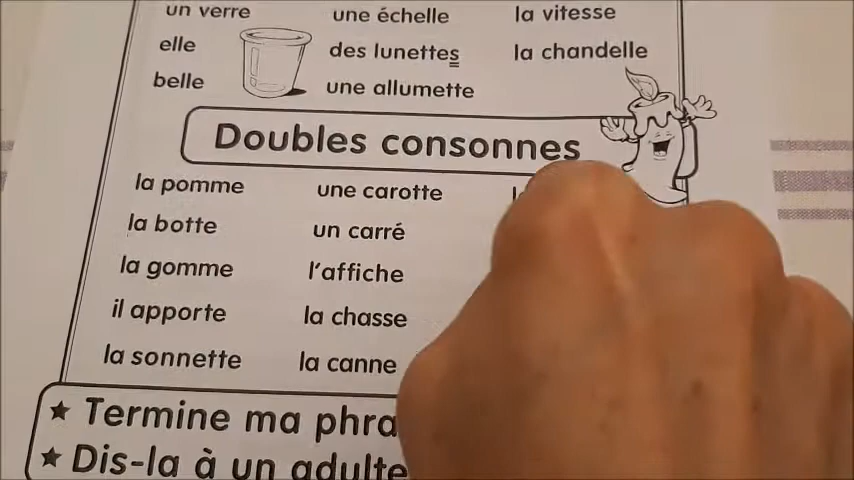 un verre une échelle la vitesse
elle des lunettes la chandelle
belle une allumette
Doubles consonnes
la pomme une carotte
la botte un carré
la gomme l'affiche
il apporte la chasse
la sonnette la canne
★ Termine ma phra
★ Dis-la à un adulte